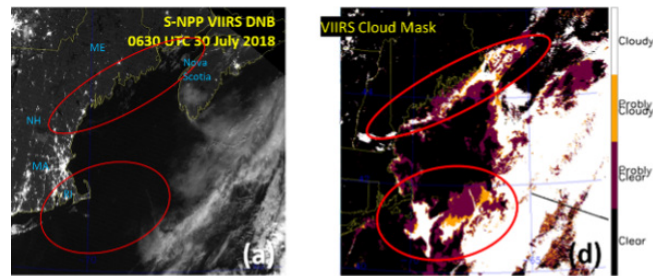 S-NPP VIIRS DNB
0630 UTC 30 July 2018
ME
Nova
Scotia
NH
MA
(a)
VIIRS Cloud Mask
Cloudy
Probly
Cloudy
Probly
Clear
Clear
(d)